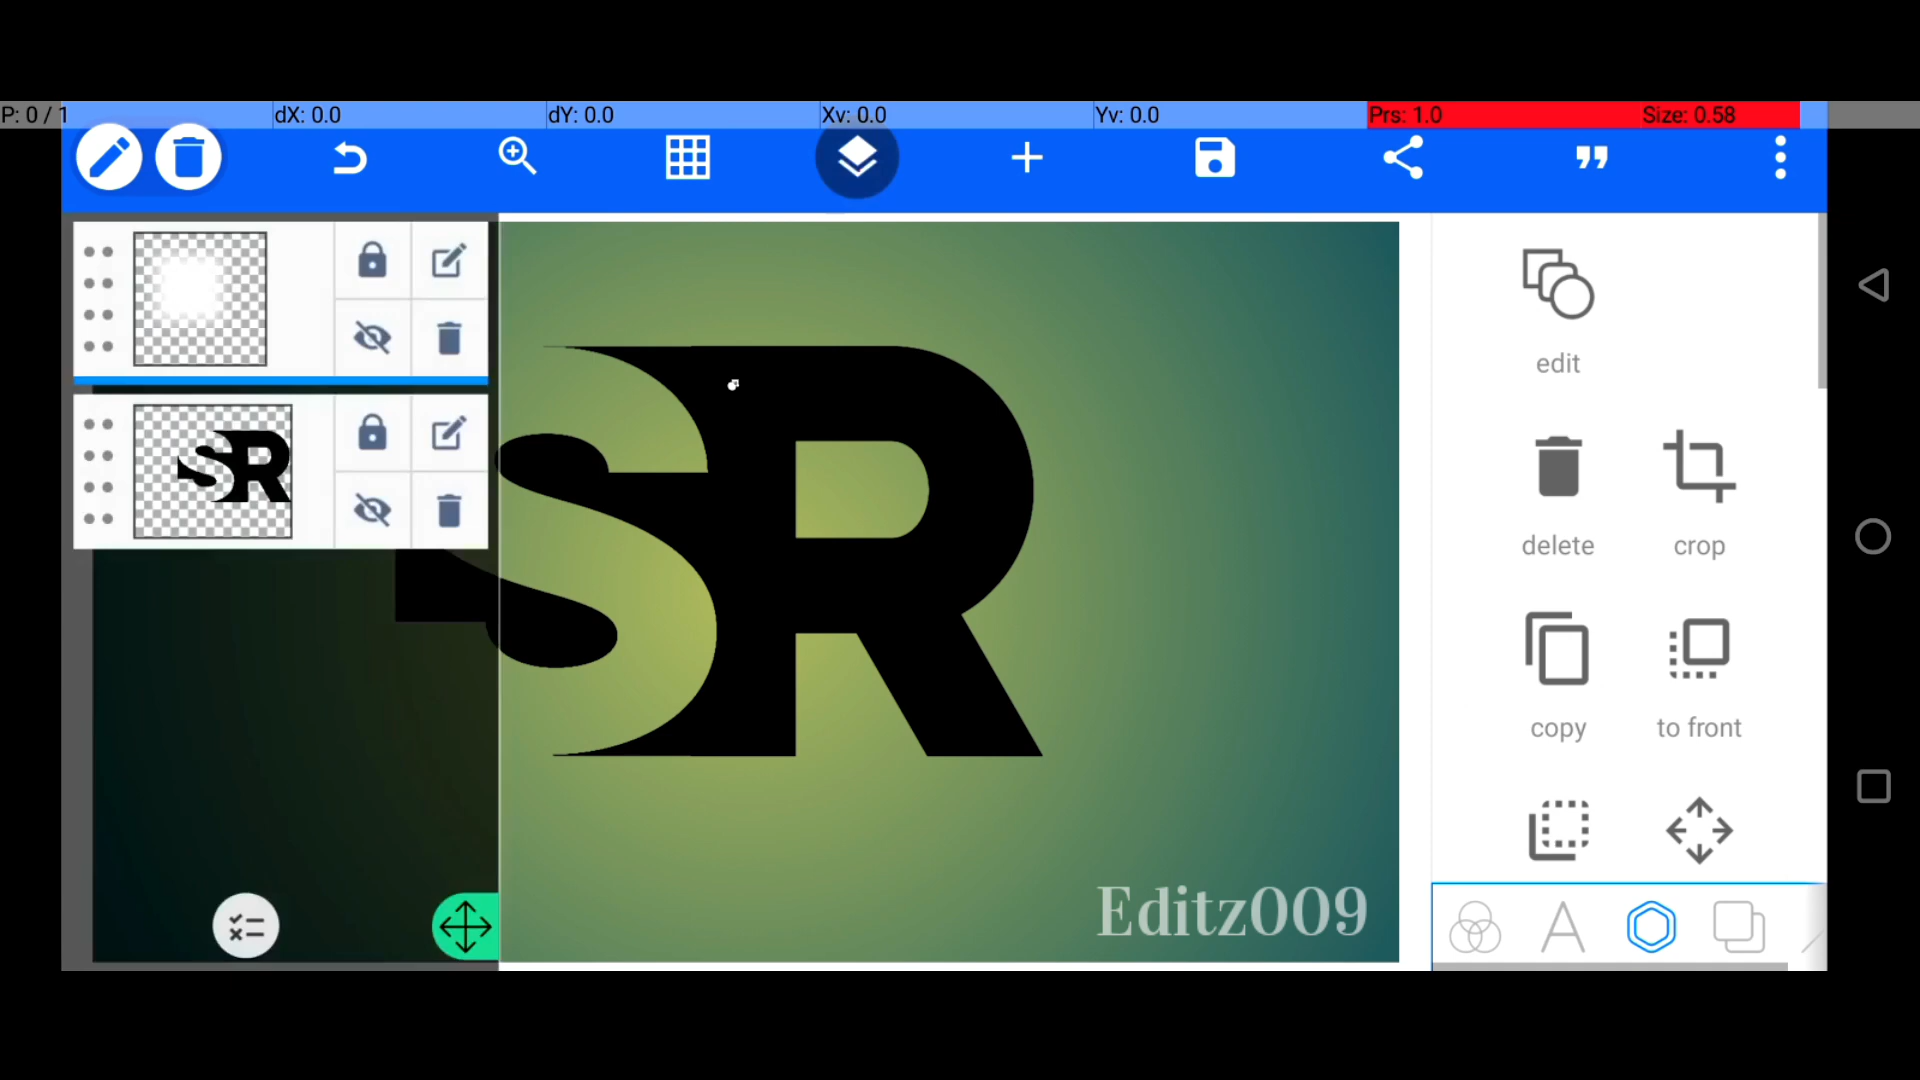 P: 0 / 1 dX: 0.0 dY: 0.0 Xv: 0.0 Yv: 0.0 Prs: 1.0 Size: 0.58
edit
delete crop
copy to front
SR
Editz009